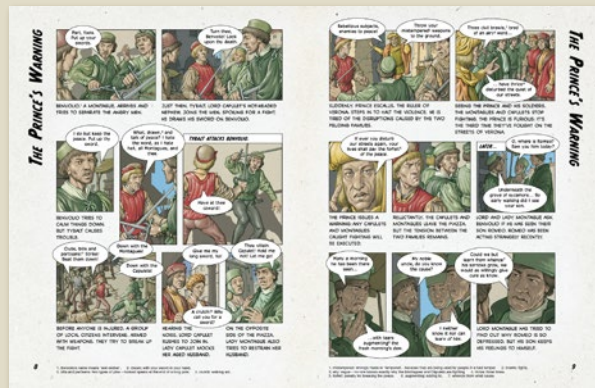 THE PRINCE'S WARNING
Part, fools!
Put up your
swords.
Turn thee,
Benvolio! Look
upon thy death.
BENVOLIO, A MONTAGUE, ARRIVES AND
TRIES TO SEPARATE THE ANGRY MEN.
JUST THEN, TYBALT, LORD CAPULET'S HOT-HEADED
NEPHEW, JOINS THE MEN, SPOILING FOR A FIGHT.
HE DRAWS HIS SWORD ON BENVOLIO.
I do but keep
the peace. Put up thy
sword.
What, drawn, and
talk of peace? I hate
the word, as I hate
hell, all Montagues, and
thee.
TYBALT ATTACKS BENVOLIO.
Have at thee,
coward!
BENVOLIO TRIES TO
CALM THINGS DOWN,
BUT TYBALT CAUSES
TROUBLE.
Clubs, bills and
partisans! Strike!
Beat them down!
Down with the
Montagues!
Down with the
Capulets!
Give me my
long sword, ho!
A crutch! Why
call you for a
sword?
Thou villain
Capulet! Hold me
not! Let me go!
BEFORE ANYONE IS INJURED, A GROUP
OF LOCAL CITIZENS INTERVENE. ARMED
WITH WEAPONS, THEY TRY TO BREAK UP
THE FIGHT.
HEARING THE
NOISE, LORD CAPULET
RUSHES TO JOIN IN.
LADY CAPULET MOCKS
HER AGED HUSBAND.
ON THE OPPOSITE
SIDE OF THE PIAZZA,
LADY MONTAGUE ALSO
TRIES TO RESTRAIN HER
HUSBAND.
8
THE PRINCE'S WARNING
Rebellious subjects,
enemies to peace!
Throw your
mistempered weapons to
the ground.
Three civil brawls, bred
of an airy word...
...have thrice
disturbed the quiet of
our streets.
SUDDENLY, PRINCE ESCALUS, THE RULER OF
VERONA, STEPS IN TO HALT THE VIOLENCE. HE IS
TIRED OF THE DISRUPTIONS CAUSED BY THE TWO
FEUDING FAMILIES.
SEEING THE PRINCE AND HIS SOLDIERS,
THE MONTAGUES AND CAPULETS STOP
FIGHTING. THE PRINCE IS FURIOUS. IT'S
THE THIRD TIME THEY'VE FOUGHT ON THE
STREETS OF VERONA.
If ever you disturb
our streets again, your
lives shall pay the forfeit
of the peace.
LATER...
O, where is Romeo?
Saw you him today?
Underneath the
grove of sycamore... So
early walking did I see
your son.
THE PRINCE ISSUES A
WARNING: ANY CAPULETS
AND MONTAGUES
CAUGHT FIGHTING WILL
BE EXECUTED.
RELUCTANTLY, THE CAPULETS AND
MONTAGUES LEAVE THE PIAZZA,
BUT THE TENSION BETWEEN THE
TWO FAMILIES REMAINS.
LORD AND LADY MONTAGUE ASK
BENVOLIO IF HE HAS SEEN THEIR
SON ROMEO. ROMEO HAS BEEN
ACTING STRANGELY RECENTLY.
Many a morning
he has been there
seen...
...with tears
augmenting the
fresh morning's dew.
My noble
uncle, do you know
the cause?
I neither
know it nor can
learn of him.
Could we but
learn from whence his
sorrows grow, we
would as willingly give
cure as know.
LORD MONTAGUE HAS TRIED TO
FIND OUT WHY ROMEO IS SO
DEPRESSED, BUT HIS SON KEEPS
HIS FEELINGS TO HIMSELF.
9